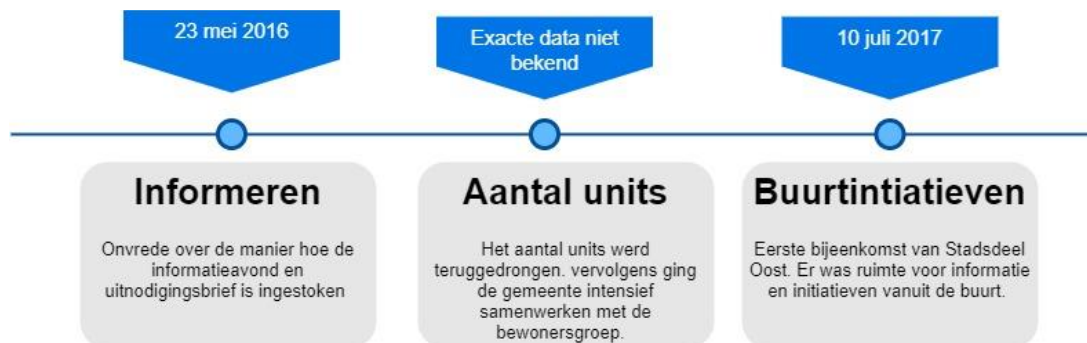 23 mei 2016
Exacte data niet
bekend
10 juli 2017
Informeren
Onvrede over de manier hoe de
informatieavond en
uitnodigingsbrief is ingestoken
Aantal units
Het aantal units werd
teruggedrongen. vervolgens ging
de gemeente intensief
samenwerken met de
bewonersgroep.
Buurtintiatieven
Eerste bijeenkomst van Stadsdeel
Oost. Er was ruimte voor informatie
en initiatieven vanuit de buurt.